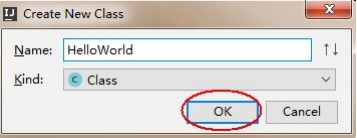 Create New Class
Name: HelloWorld
Kind: Class
OK Cancel